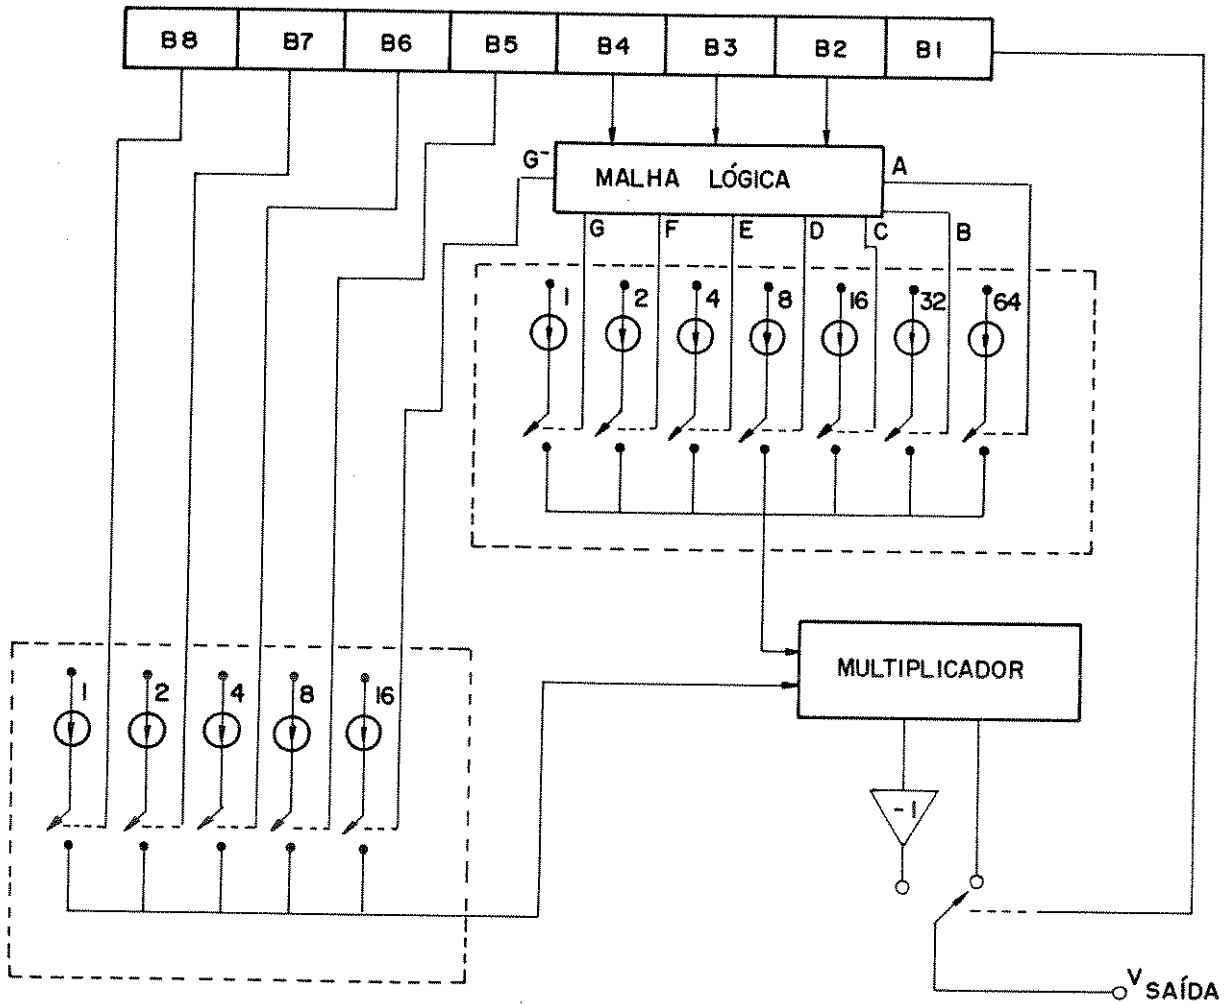 B8 B7 B6 B5 B4 B3 B2 B1
G- MALHA LÓGICA A
G F E D C B
1 2 4 8 16 32 64
MULTIPLICADOR
1 2 4 8 16
-1
V SAÍDA